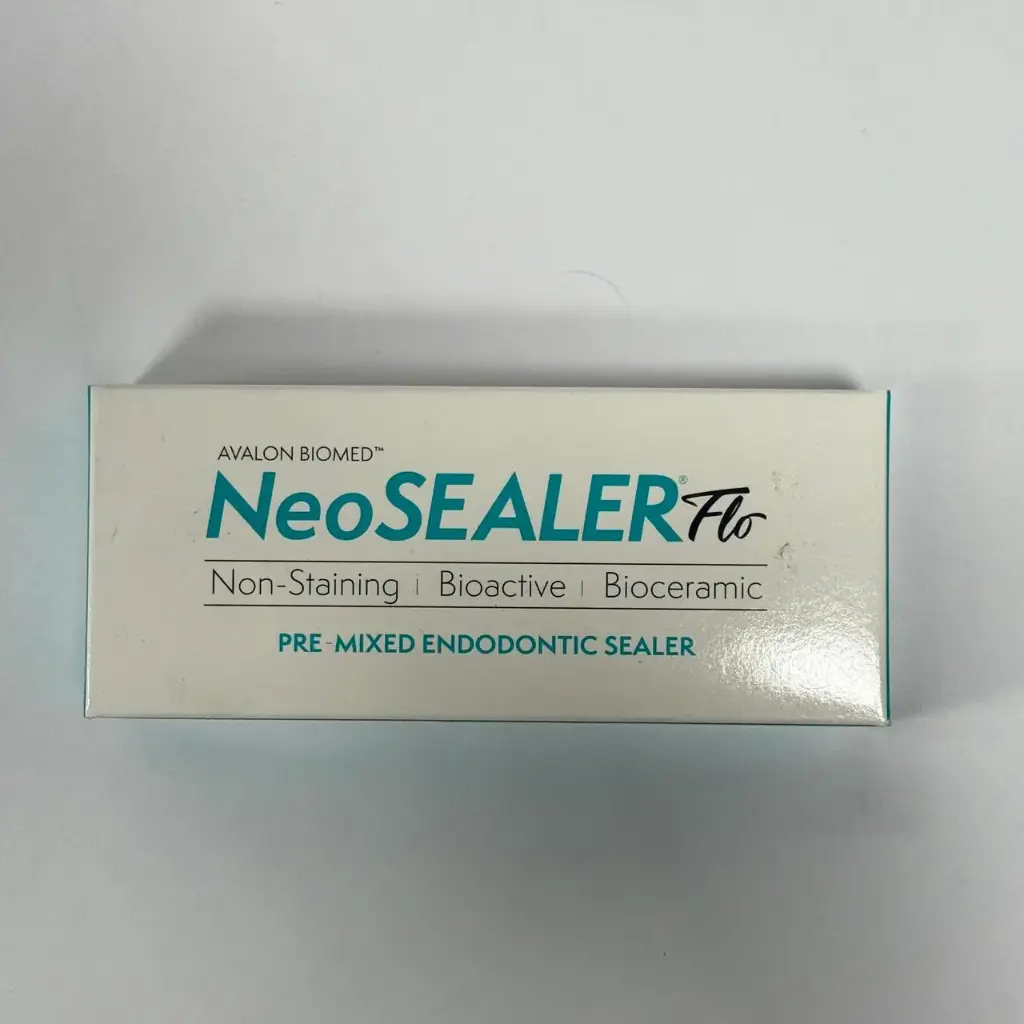 AVALON BIOMED™
NeoSEALER® Flo
Non-Staining | Bioactive | Bioceramic
PRE-MIXED ENDODONTIC SEALER